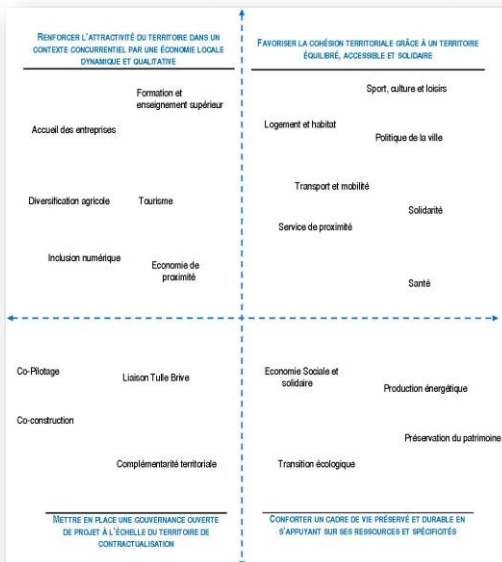 RENFORCER L'ATTRACTIVITÉ DU TERRITOIRE DANS UN
CONTEXTE CONCURRENTIEL PAR UNE ÉCONOMIE LOCALE
DYNAMIQUE ET QUALITATIVE
Formation et
enseignement supérieur
Accueil des entreprises
Diversification agricole
Tourisme
Inclusion numérique
Economie de
proximité
FAVORISER LA COHÉSION TERRITORIALE GRÂCE À UN TERRITOIRE
ÉQUILIBRÉ, ACCESSIBLE ET SOLIDAIRE
Sport, culture et loisirs
Logement et habitat
Politique de la ville
Transport et mobilité
Solidarité
Service de proximité
Santé
Co-Pilotage
Liaison Tulle Brive
Co-construction
Complémentarité territoriale
METTRE EN PLACE UNE GOUVERNANCE OUVERTE
DE PROJET À L'ÉCHELLE DU TERRITOIRE DE
CONTRACTUALISATION
Economie Sociale et
solidaire
Production énergétique
Préservation du patrimoine
Transition écologique
CONFORTER UN CADRE DE VIE PRÉSERVÉ ET DURABLE EN
S'APPUYANT SUR SES RESSOURCES ET SPÉCIFICITÉS